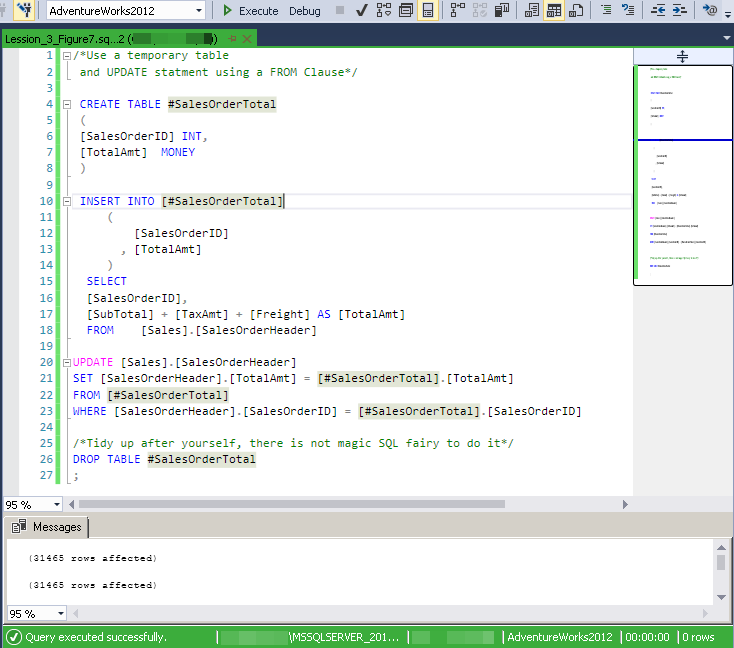 AdventureWorks2012 Execute Debug
Lesson_3_Figure7.sq...2 (
1 /*Use a temporary table
2 and UPDATE statment using a FROM Clause*/
3
4 CREATE TABLE #SalesOrderTotal
5 (
6 [SalesOrderID] INT,
7 [TotalAmt] MONEY
8 )
9
10 INSERT INTO [#SalesOrderTotal]
11 (
12 [SalesOrderID]
13 , [TotalAmt]
14 )
15 SELECT
16 [SalesOrderID],
17 [SubTotal] + [TaxAmt] + [Freight] AS [TotalAmt]
18 FROM [Sales].[SalesOrderHeader]
19
20 UPDATE [Sales].[SalesOrderHeader]
21 SET [SalesOrderHeader].[TotalAmt] = [#SalesOrderTotal].[TotalAmt]
22 FROM [#SalesOrderTotal]
23 WHERE [SalesOrderHeader].[SalesOrderID] = [#SalesOrderTotal].[SalesOrderID]
24
25 /*Tidy up after yourself, there is not magic SQL fairy to do it*/
26 DROP TABLE #SalesOrderTotal
27 ;
95 %
Messages
(31465 rows affected)
(31465 rows affected)
95 %
Query executed successfully. \MSSQLSERVER_201... AdventureWorks2012 00:00:00 0 rows